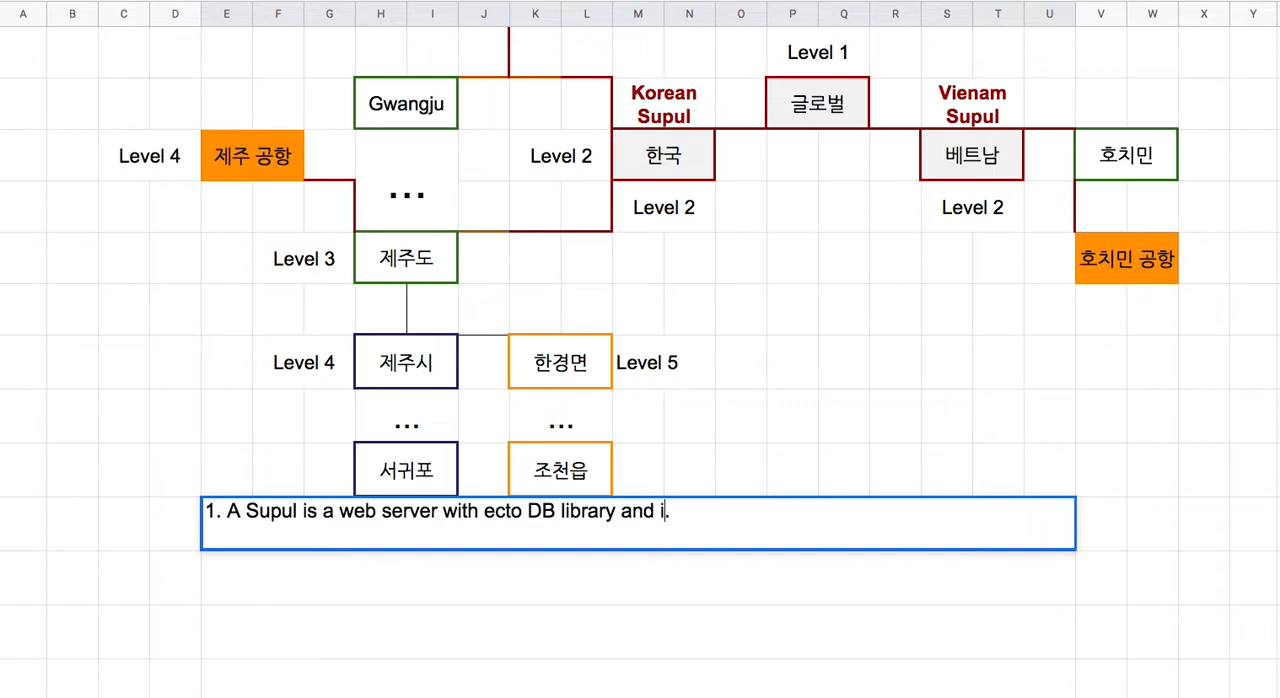 A B C D E F G H I J K L M N O P Q R S T U V W X Y
Level 1
Gwangju
Korean
Supul
글로벌
Vienam
Supul
Level 4
제주 공항
Level 2
한국
베트남
호치민
...
Level 2
Level 2
Level 3
제주도
호치민 공항
Level 4
제주시
한경면
Level 5
...
...
서귀포
조천읍
1. A Supul is a web server with ecto DB library and i.